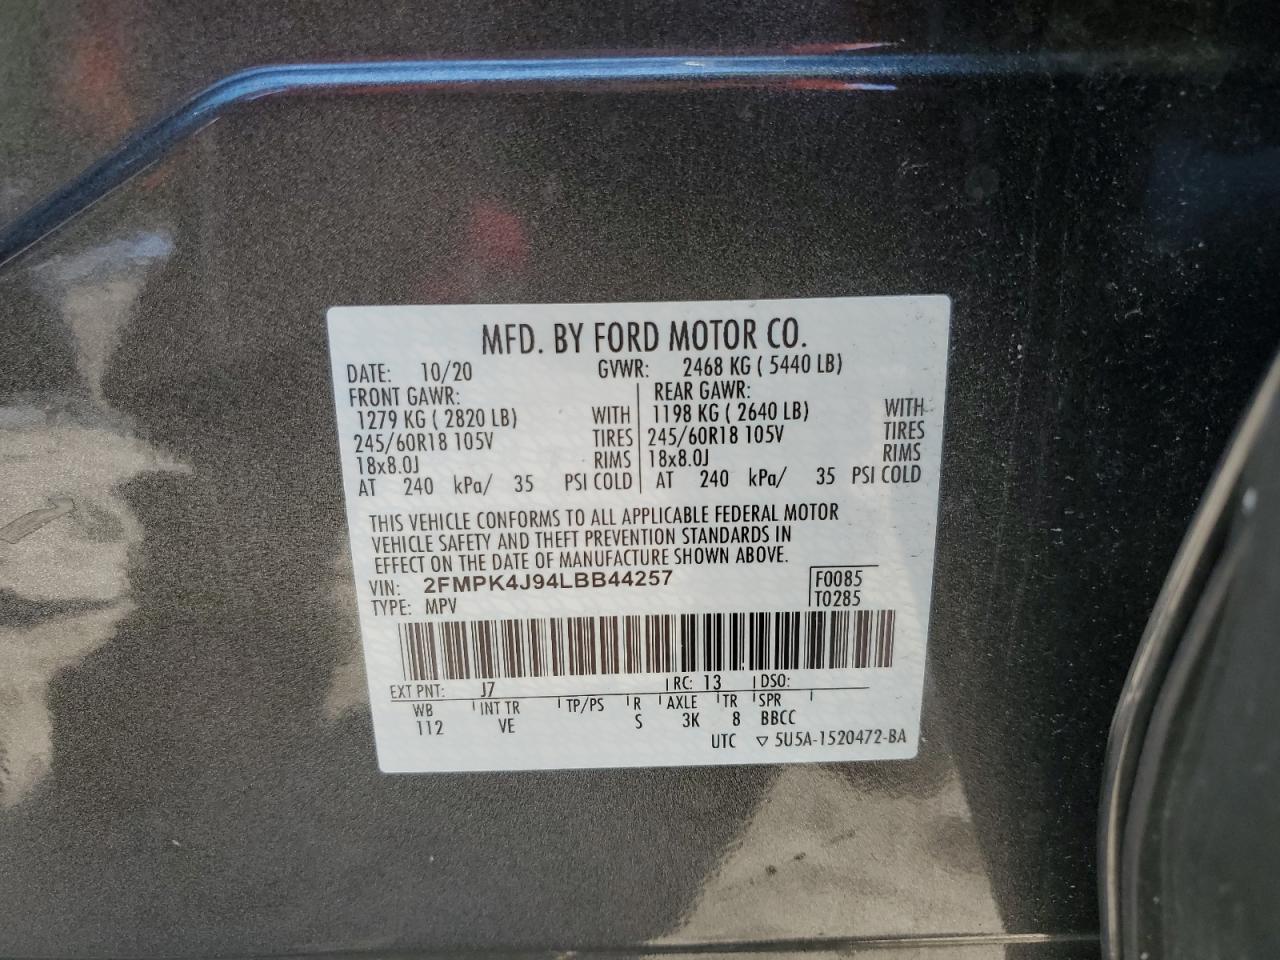 MFD. BY FORD MOTOR CO.
DATE: 10/20 GVWR: 2468 KG ( 5440 LB)
FRONT GAWR: REAR GAWR:
1279 KG ( 2820 LB) WITH 1198 KG ( 2640 LB) WITH
245/60R18 105V TIRES 245/60R18 105V TIRES
18x8.0J RIMS 18x8.0J RIMS
AT 240 kPa/ 35 PSI COLD AT 240 kPa/ 35 PSI COLD
THIS VEHICLE CONFORMS TO ALL APPLICABLE FEDERAL MOTOR
VEHICLE SAFETY AND THEFT PREVENTION STANDARDS IN
EFFECT ON THE DATE OF MANUFACTURE SHOWN ABOVE.
VIN: 2FMPK4J94LBB44257 F0085
TYPE: MPV T0285
EXT PNT: J7 RC: 13 DSO:
WB INT TR TP/PS R AXLE TR SPR
112 VE S 3K 8 BBCC
UTC ▽ 5U5A-1520472-BA